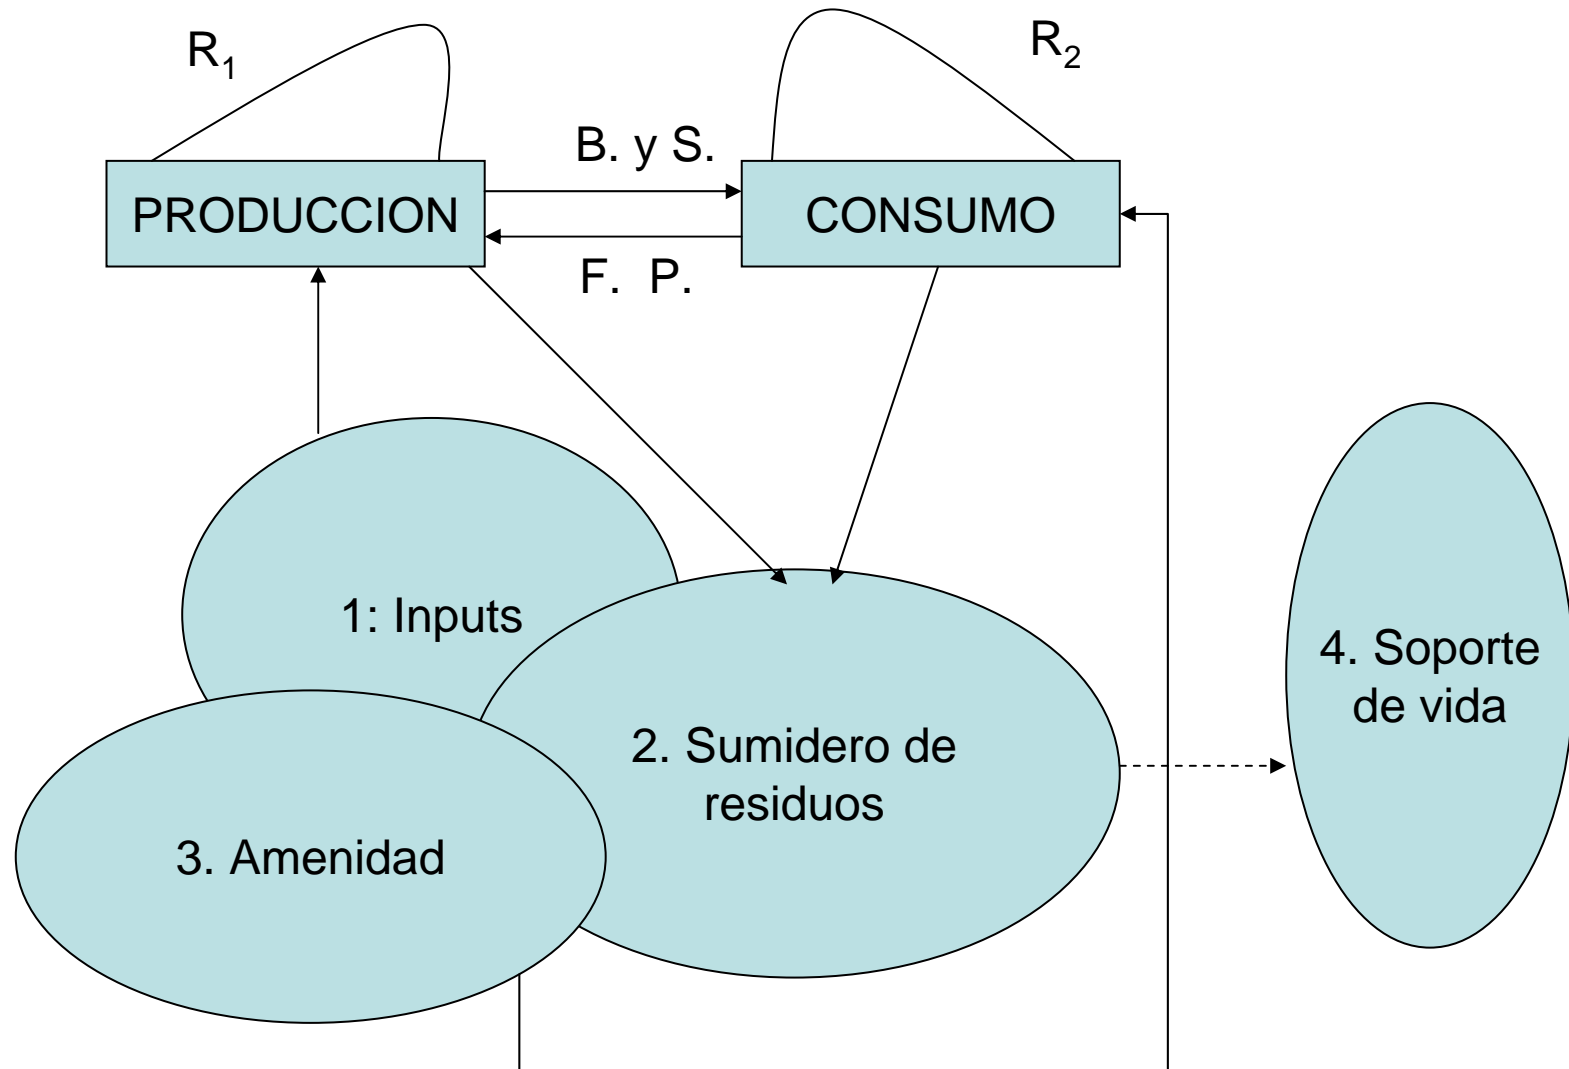 R₁
R₂
B. y S.
PRODUCCION
CONSUMO
F. P.
1: Inputs
4. Soporte
de vida
2. Sumidero de
residuos
3. Amenidad